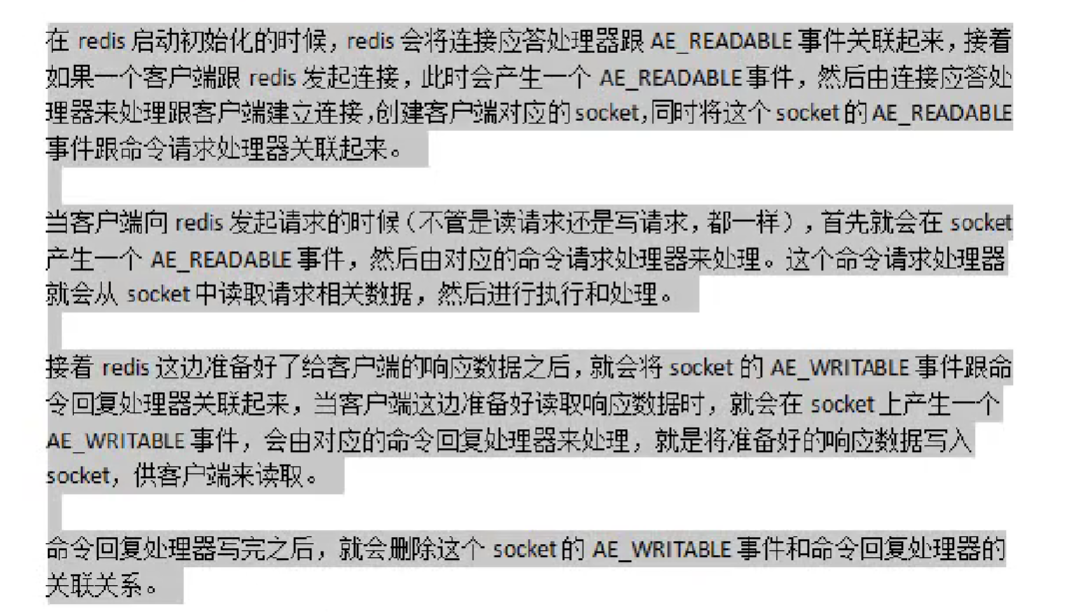 在 redis 启动初始化的时候，redis 会将连接应答处理器跟 AE_READABLE 事件关联起来，接着
如果一个客户端跟 redis 发起连接，此时会产生一个 AE_READABLE 事件，然后由连接应答处
理器来处理跟客户端建立连接，创建客户端对应的 socket，同时将这个 socket 的 AE_READABLE
事件跟命令请求处理器关联起来。
当客户端向 redis 发起请求的时候（不管是读请求还是写请求，都一样），首先就会在 socket
产生一个 AE_READABLE 事件，然后由对应的命令请求处理器来处理。这个命令请求处理器
就会从 socket 中读取请求相关数据，然后进行执行和处理。
接着 redis 这边准备好了给客户端的响应数据之后，就会将 socket 的 AE_WRITABLE 事件跟命
令回复处理器关联起来，当客户端这边准备好读取响应数据时，就会在 socket 上产生一个
AE_WRITABLE 事件，会由对应的命令回复处理器来处理，就是将准备好的响应数据写入
socket，供客户端来读取。
命令回复处理器写完之后，就会删除这个 socket 的 AE_WRITABLE 事件和命令回复处理器的
关联关系。